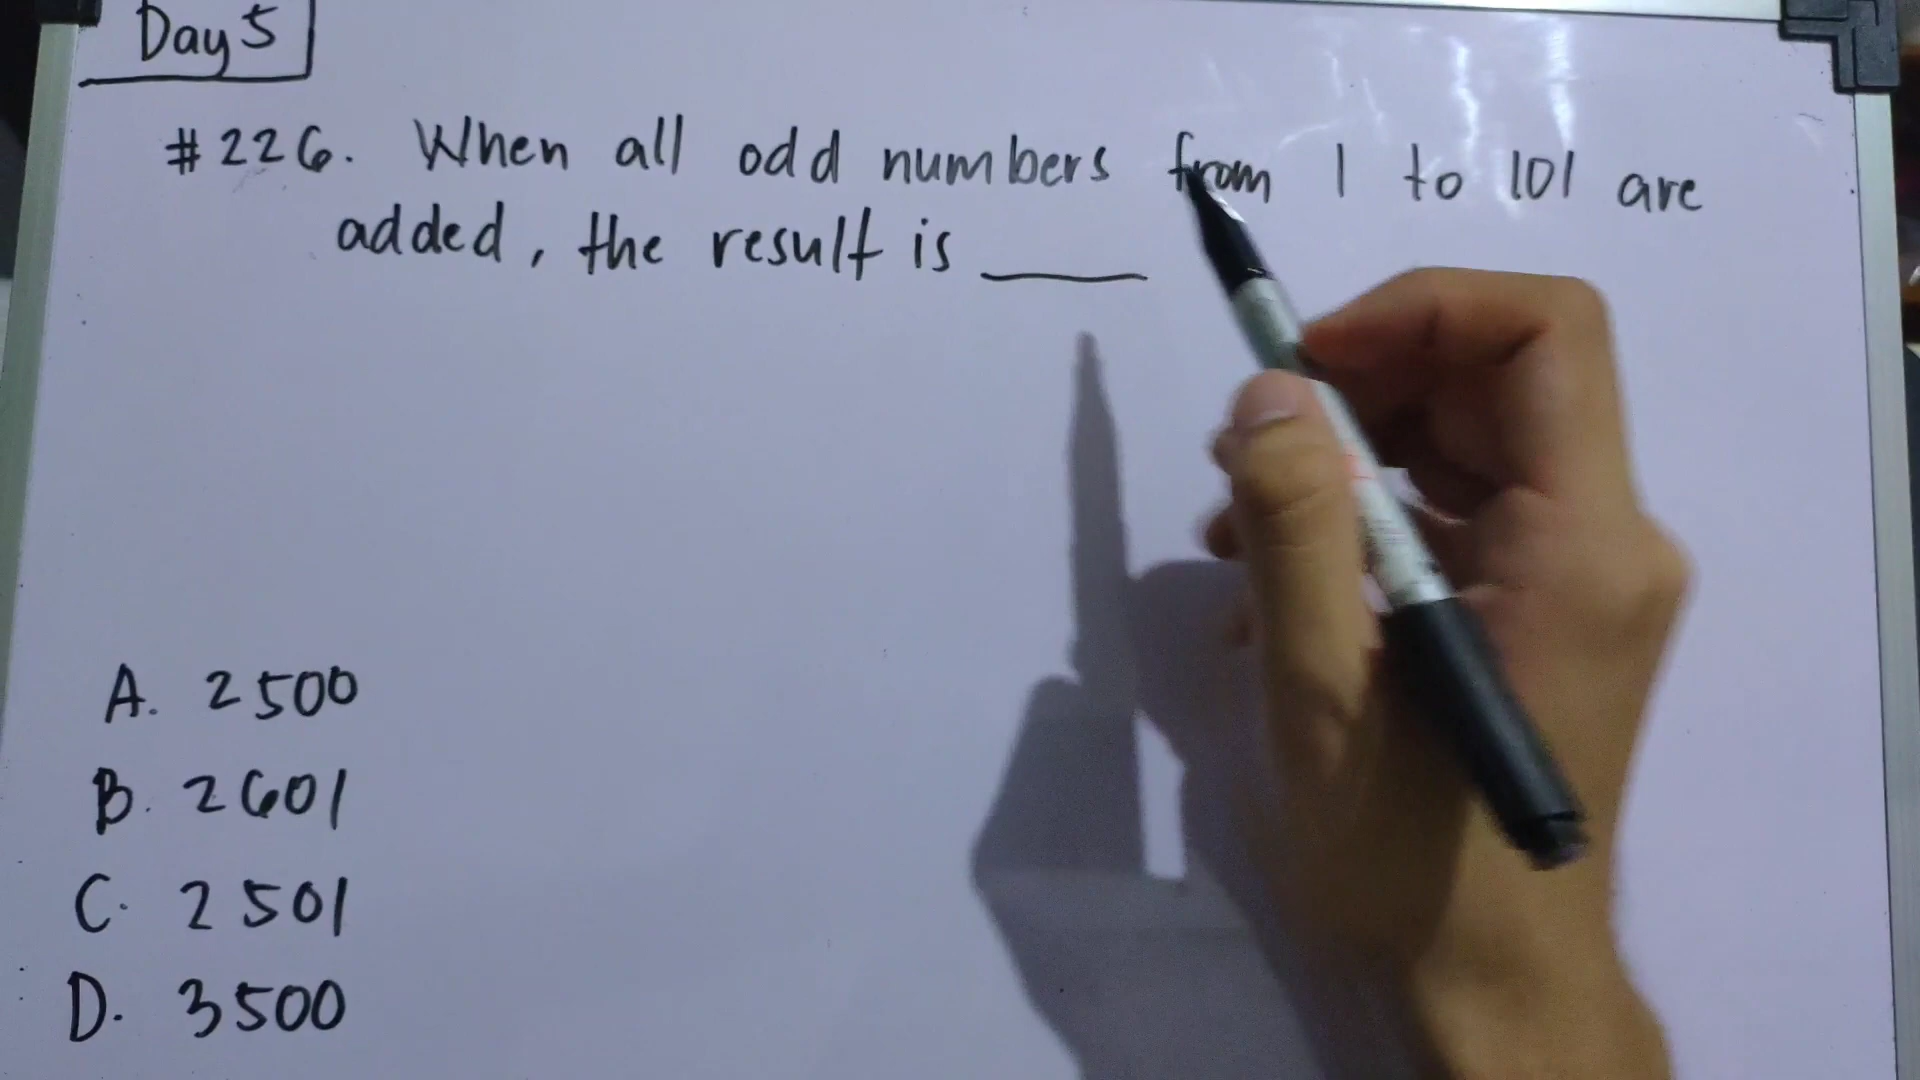 Day 5
#226. When all odd numbers from 1 to 101 are
added, the result is ____
A. 2500
B. 2601
C. 2501
D. 3500